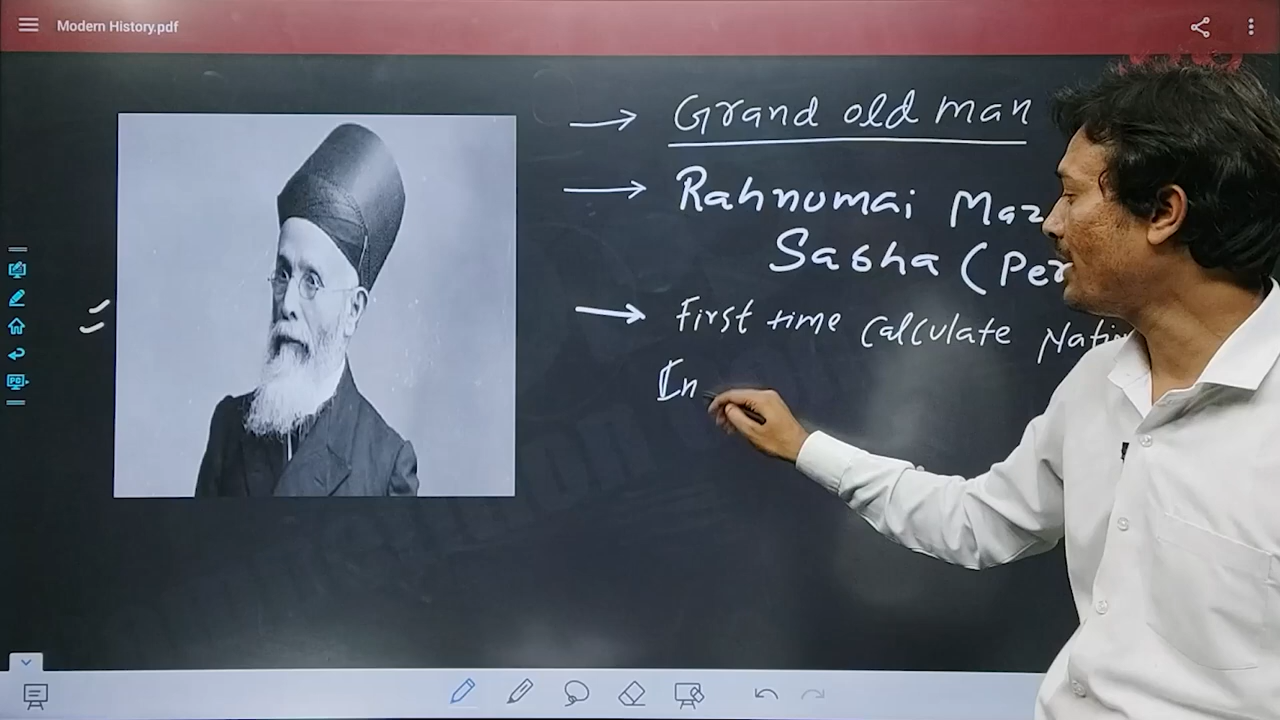 Modern History.pdf
Grand old man
Rahnumai Maz
Sabha (Per
First time Calculate Nati
In